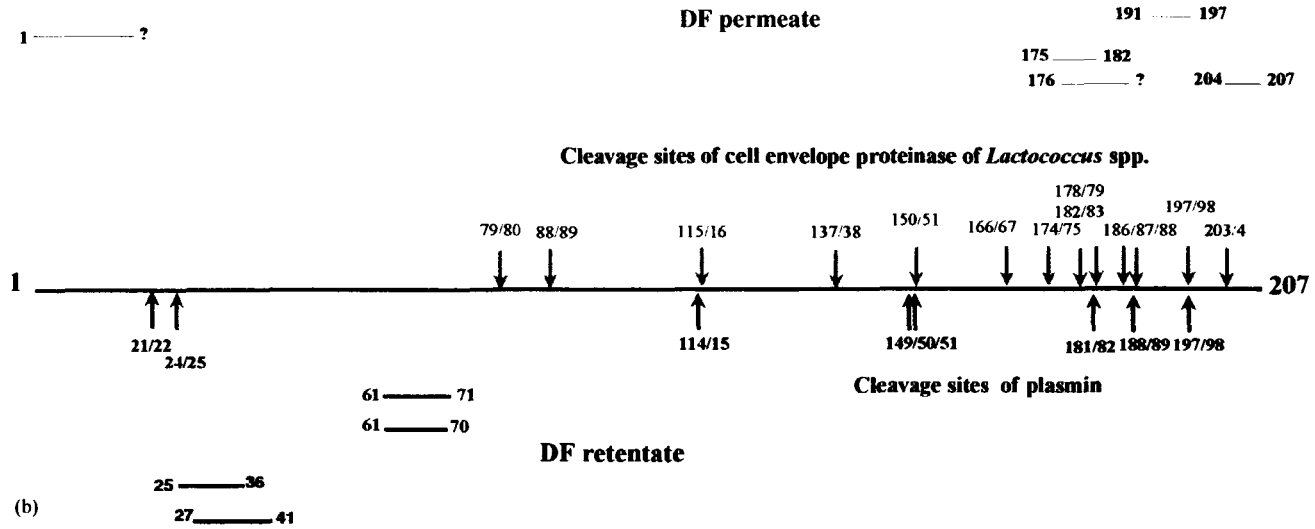 DF permeate
191 197
1 ?
175 182
176 ? 204 207
Cleavage sites of cell envelope proteinase of Lactococcus spp.
178/79
182/83
79/80 88/89 115/16 137/38 150/51 166/67 174/75 186/87/88 197/98 203/4
1 207
21/22 24/25 114/15 149/50/51 181/82 188/89 197/98
Cleavage sites of plasmin
61 71
61 70
DF retentate
25 36
27 41
(b)